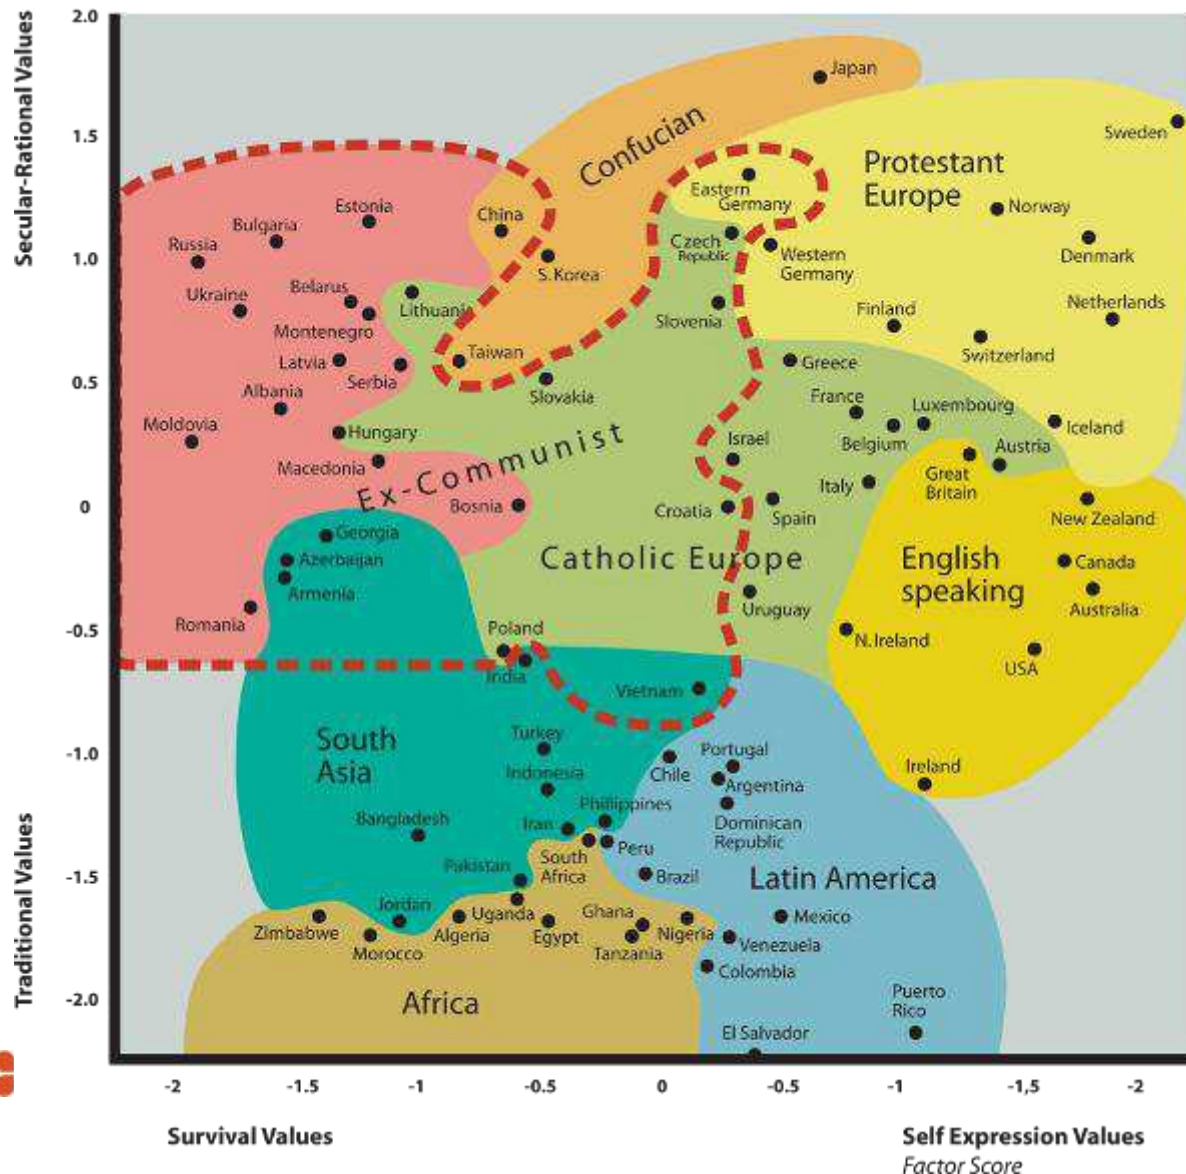 Secular-Rational Values
Traditional Values
2.0
1.5
1.0
0.5
0
-0.5
-1.0
-1.5
-2.0
Japan
Confucian
Sweden
Protestant
Europe
Eastern
Germany
Estonia
China
Norway
Bulgaria
Russia
Czech
Republic
Western
Germany
Denmark
S. Korea
Belarus
Ukraine
Lithuania
Montenegro
Slovenia
Finland
Netherlands
Switzerland
Latvia
Taiwan
Serbia
Greece
Albania
Slovakia
France
Luxembourg
Moldovia
Hungary
Israel
Belgium
Iceland
Austria
Macedonia
Ex-Communist
Great
Britain
Italy
Bosnia
Croatia
Spain
New Zealand
Georgia
Azerbaijan
Armenia
Catholic Europe
English
speaking
Canada
Australia
Romania
Uruguay
Poland
India
N. Ireland
USA
Vietnam
South
Asia
Turkey
Indonesia
Chile
Portugal
Argentina
Ireland
Phillippines
Dominican
Republic
Bangladesh
Iran
Peru
South
Africa
Pakistan
Brazil
Latin America
Jordan
Zimbabwe
Morocco
Algeria
Uganda
Egypt
Ghana
Tanzania
Nigeria
Mexico
Venezuela
Colombia
Africa
Puerto
Rico
El Salvador
-2 -1.5 -1 -0.5 0 -0.5 -1 -1,5 -2
Survival Values
Self Expression Values
Factor Score